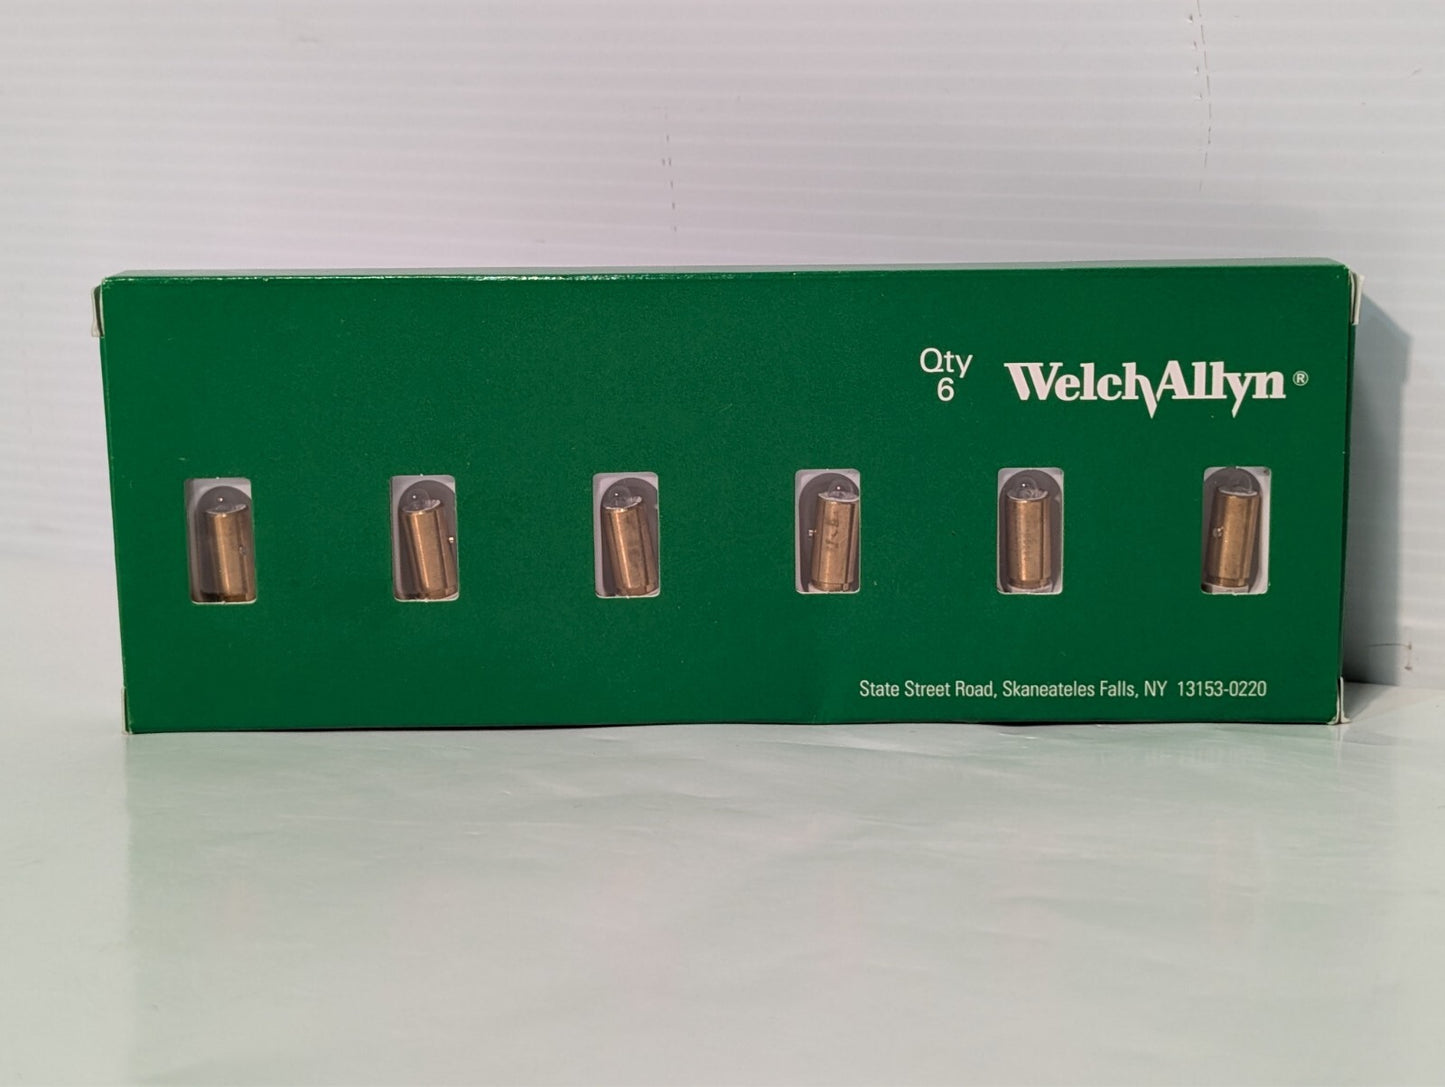 Qty
6
WelchAllyn®
State Street Road, Skaneateles Falls, NY 13153-0220